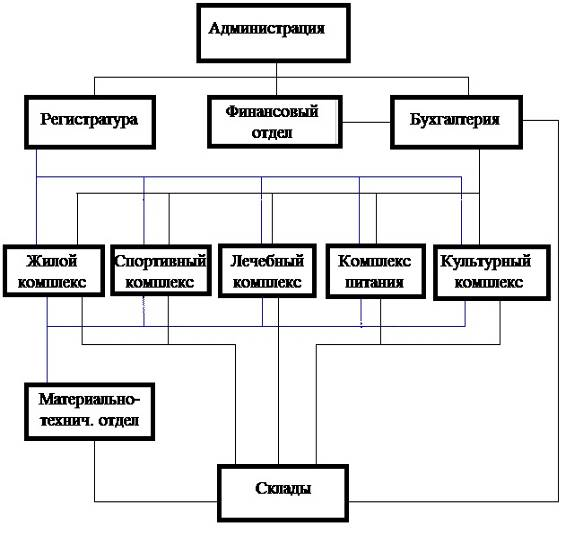 Администрация
Регистратура
Финансовый
отдел
Бухгалтерия
Жилой
комплекс
Спортивный
комплекс
Лечебный
комплекс
Комплекс
питания
Культурный
комплекс
Материально-
технич. отдел
Склады